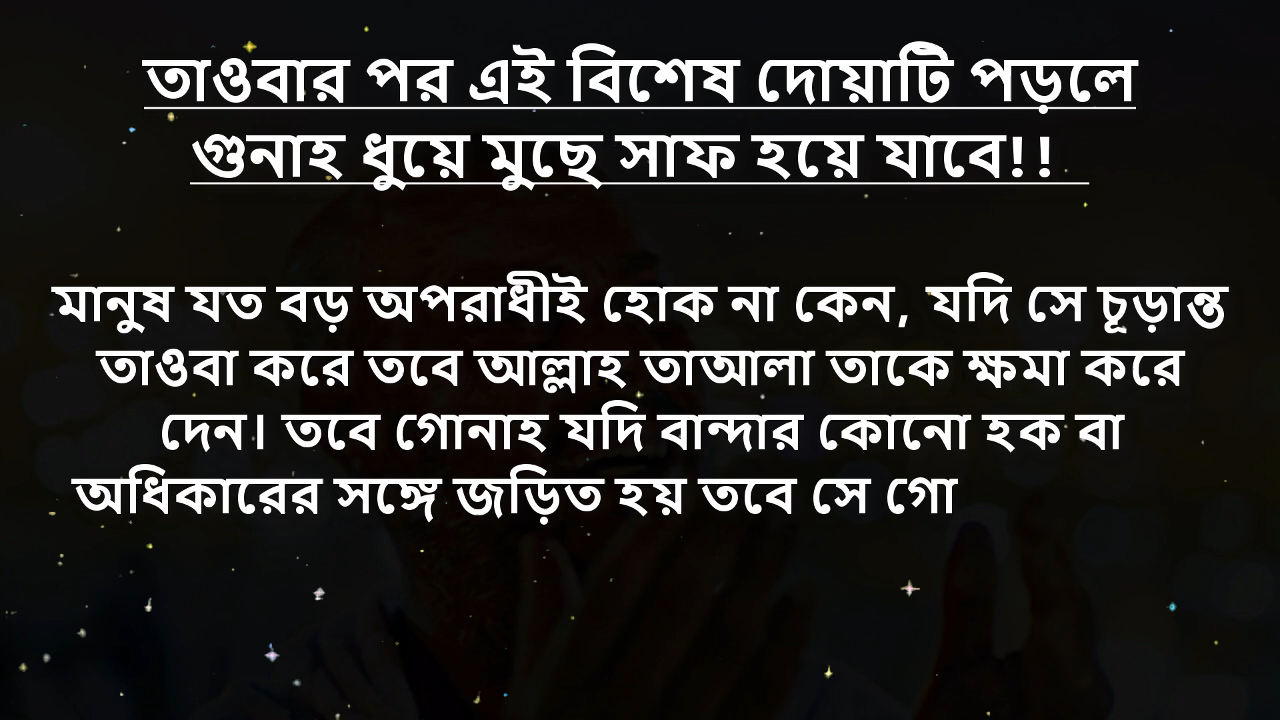 তাওবার পর এই বিশেষ দোয়াটি পড়লে
গুনাহ ধুয়ে মুছে সাফ হয়ে যাবে!!
মানুষ যত বড় অপরাধীই হোক না কেন, যদি সে চূড়ান্ত
তাওবা করে তবে আল্লাহ তাআলা তাকে ক্ষমা করে
দেন। তবে গোনাহ যদি বান্দার কোনো হক বা
অধিকারের সঙ্গে জড়িত হয় তবে সে গো